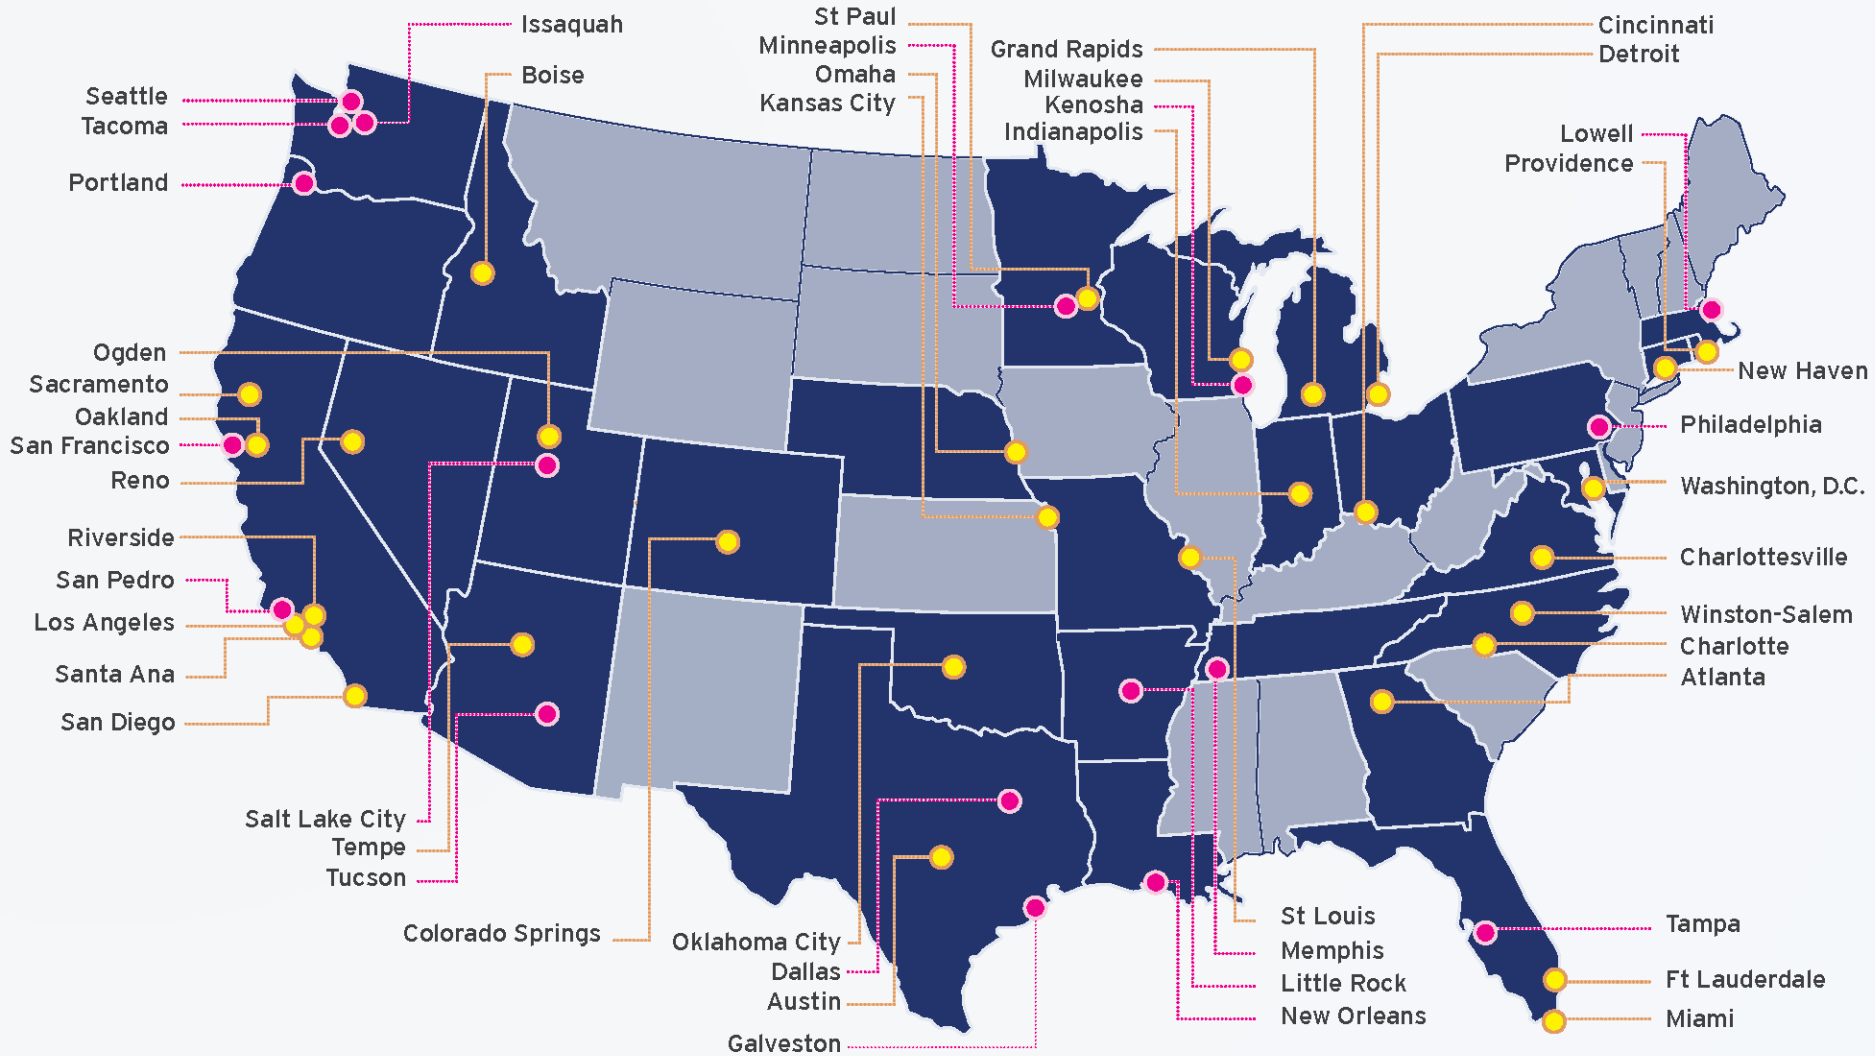 Issaquah
Boise
Seattle
Tacoma
Portland
St Paul
Minneapolis
Omaha
Kansas City
Grand Rapids
Milwaukee
Kenosha
Indianapolis
Cincinnati
Detroit
Lowell
Providence
New Haven
Philadelphia
Washington, D.C.
Charlottesville
Winston-Salem
Charlotte
Atlanta
Ogden
Sacramento
Oakland
San Francisco
Reno
Riverside
San Pedro
Los Angeles
Santa Ana
San Diego
Salt Lake City
Tempe
Tucson
Colorado Springs
Oklahoma City
Dallas
Austin
Galveston
St Louis
Memphis
Little Rock
New Orleans
Tampa
Ft Lauderdale
Miami